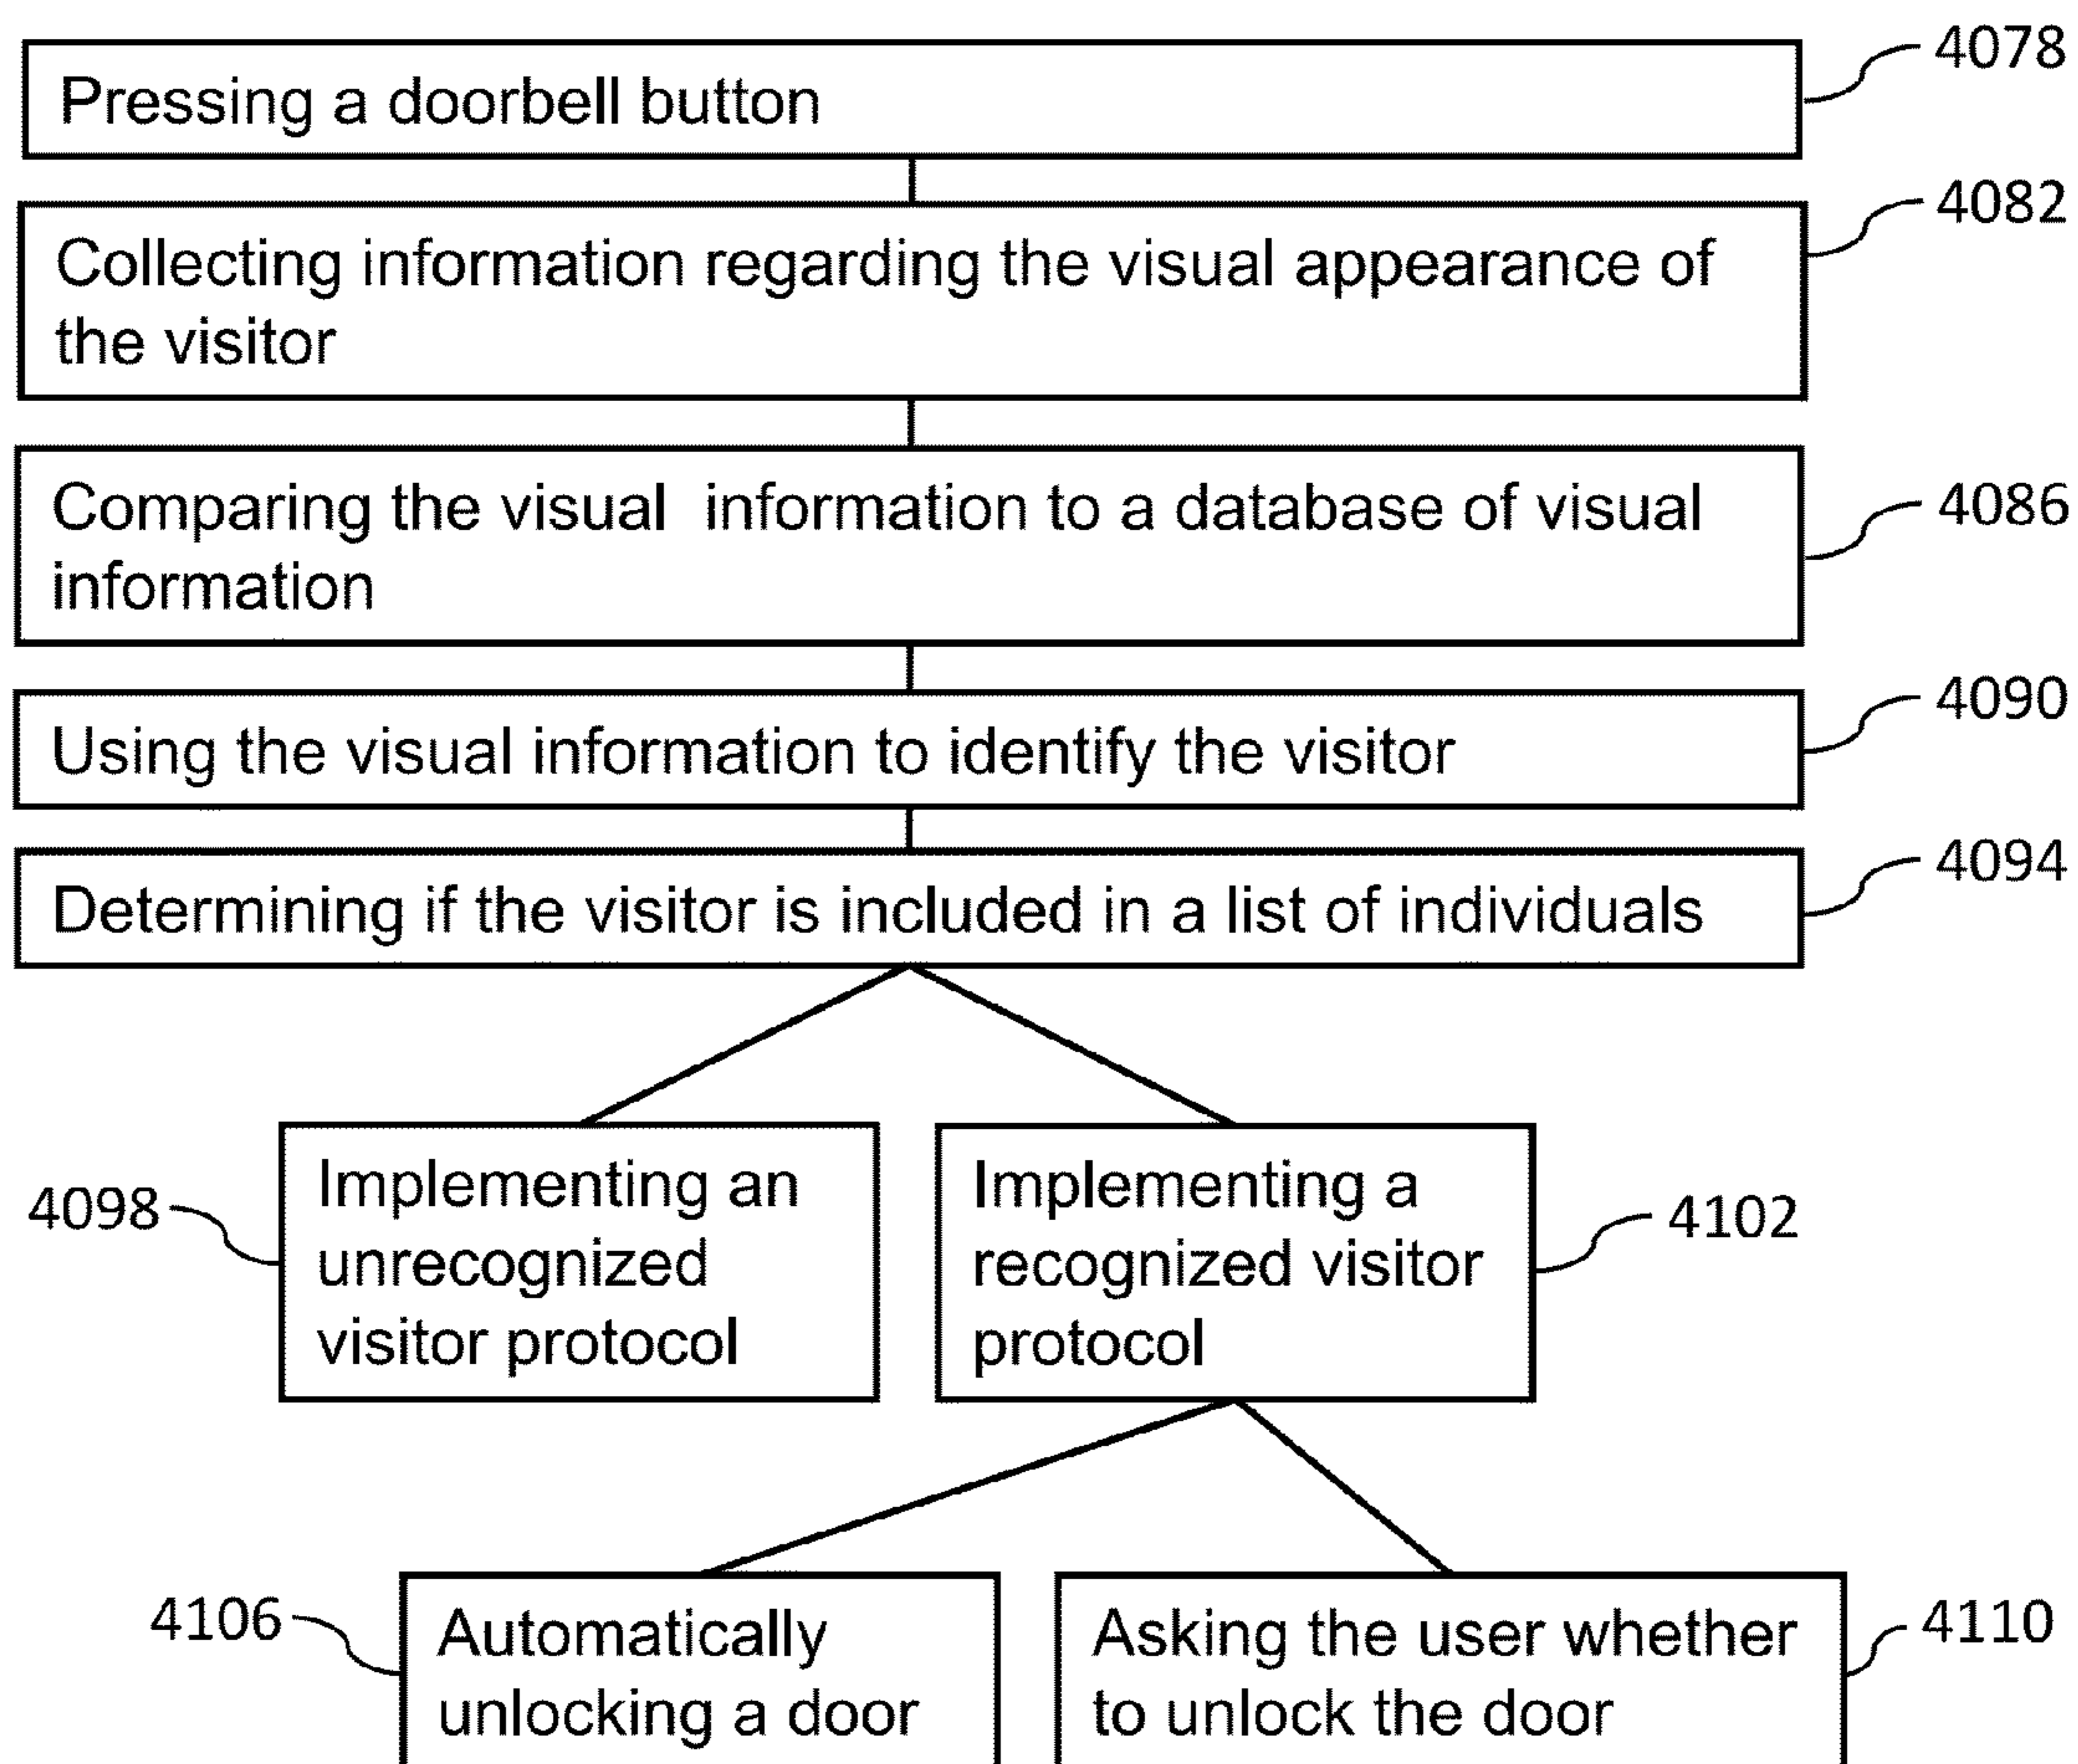 Pressing a doorbell button
4078
Collecting information regarding the visual appearance of
the visitor
4082
Comparing the visual information to a database of visual
information
4086
Using the visual information to identify the visitor
4090
Determining if the visitor is included in a list of individuals
4094
4098
Implementing an
unrecognized
visitor protocol
Implementing a
recognized visitor
protocol
4102
4106
Automatically
unlocking a door
Asking the user whether
to unlock the door
4110